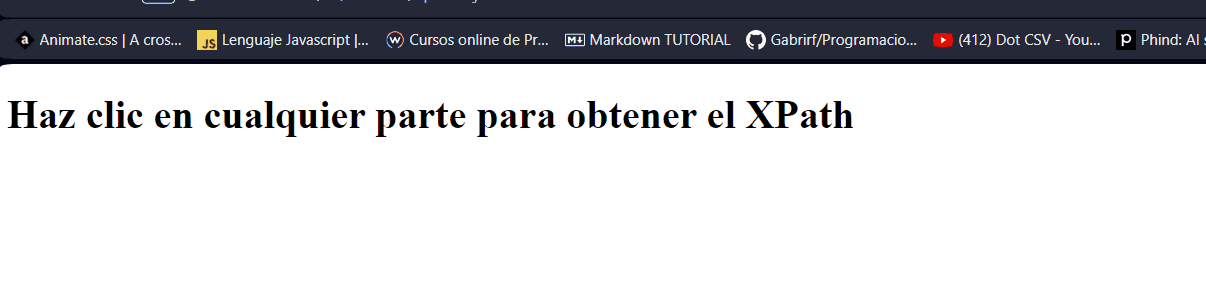 Animate.css | A cros... JS Lenguaje Javascript |... Cursos online de Pr... Markdown TUTORIAL Gabrirf/Programacio... (412) Dot CSV - You... Phind: AI
Haz clic en cualquier parte para obtener el XPath